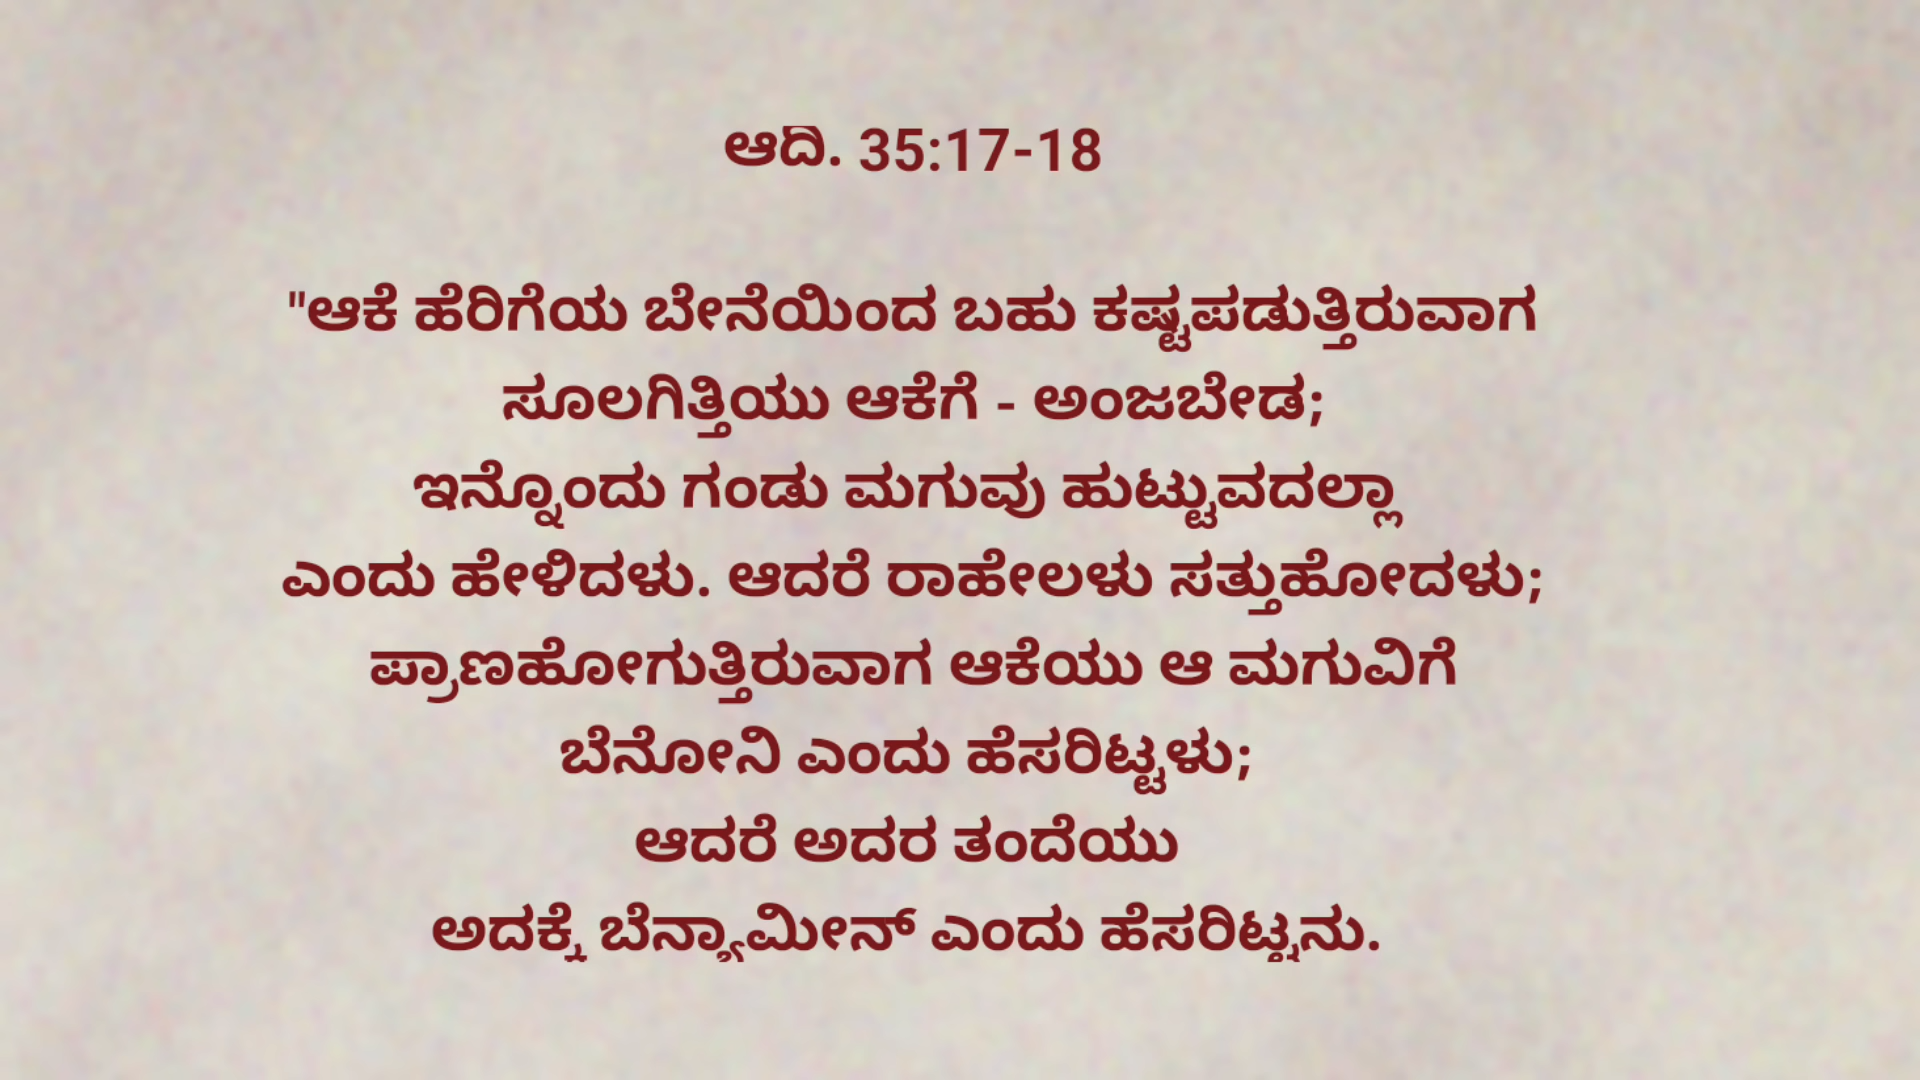 ಆದಿ. 35:17-18
"ಆಕೆ ಹೆರಿಗೆಯ ಬೇನೆಯಿಂದ ಬಹು ಕಷ್ಟಪಡುತ್ತಿರುವಾಗ
ಸೂಲಗಿತ್ತಿಯು ಆಕೆಗೆ - ಅಂಜಬೇಡ;
ಇನ್ನೊಂದು ಗಂಡು ಮಗುವು ಹುಟ್ಟುವದಲ್ಲಾ
ಎಂದು ಹೇಳಿದಳು. ಆದರೆ ರಾಹೇಲಳು ಸತ್ತುಹೋದಳು;
ಪ್ರಾಣಹೋಗುತ್ತಿರುವಾಗ ಆಕೆಯು ಆ ಮಗುವಿಗೆ
ಬೆನೋನಿ ಎಂದು ಹೆಸರಿಟ್ಟಳು;
ಆದರೆ ಅದರ ತಂದೆಯು
ಅದಕ್ಕೆ ಬೆನ್ಯಾಮೀನ್ ಎಂದು ಹೆಸರಿಟ್ಟನು.